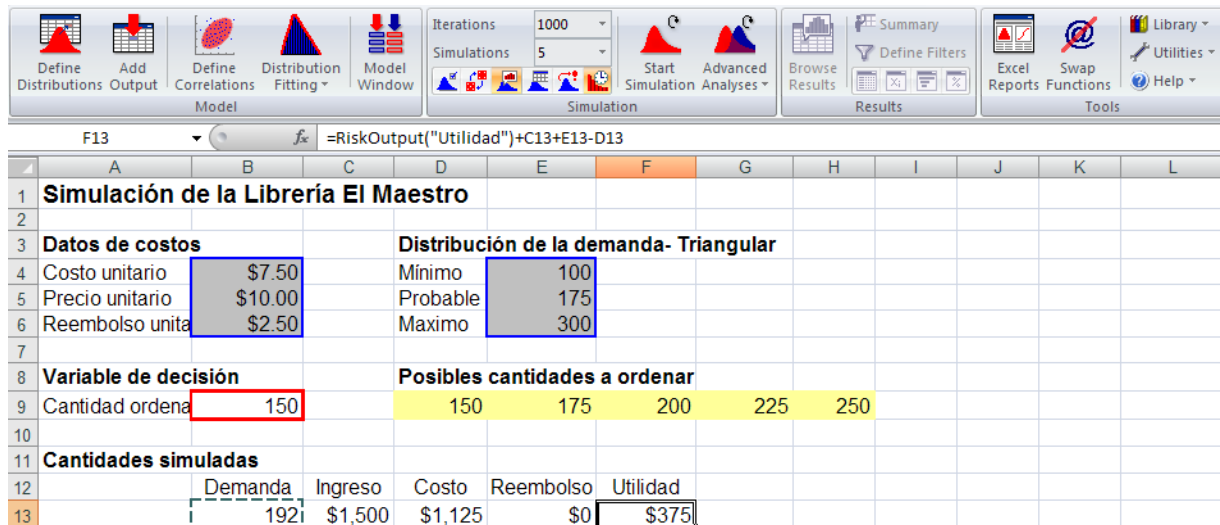 Iterations 1000
Simulations 5
Define Distributions
Add Output
Define Correlations
Distribution Fitting
Model Window
Start Simulation
Advanced Analyses
Browse Results
Summary
Define Filters
Excel Reports
Swap Functions
Library
Utilities
Help
Model Simulation Results Tools
F13 fx =RiskOutput("Utilidad")+C13+E13-D13
A B C D E F G H I J K L
1 Simulación de la Librería El Maestro
2
3 Datos de costos Distribución de la demanda- Triangular
4 Costo unitario $7.50 Mínimo 100
5 Precio unitario $10.00 Probable 175
6 Reembolso unita $2.50 Maximo 300
7
8 Variable de decisión Posibles cantidades a ordenar
9 Cantidad ordena 150 150 175 200 225 250
10
11 Cantidades simuladas
12 Demanda Ingreso Costo Reembolso Utilidad
13 192 $1,500 $1,125 $0 $375